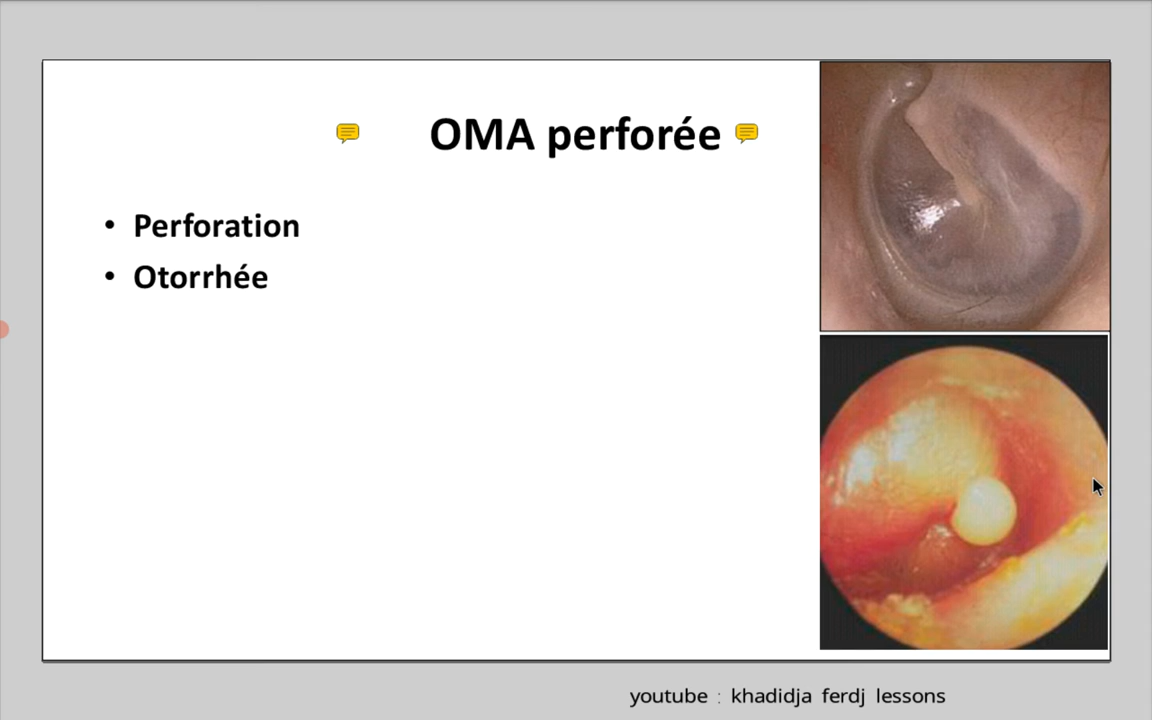 OMA perforée
• Perforation
• Otorrhée
youtube : khadidja ferdj lessons